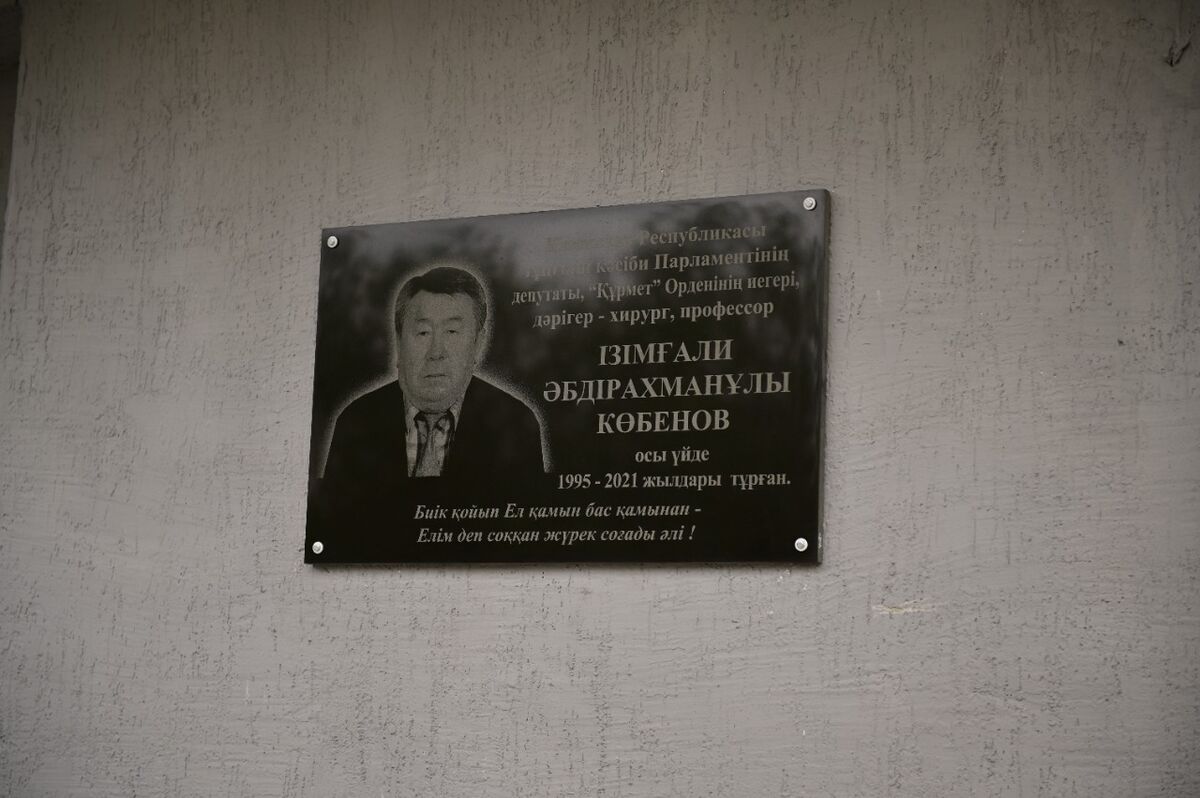 Республикасы
кәсіби Парламентінің
депутаты, “Құрмет” Орденінің иегері,
дәрігер - хирург, профессор
ІЗІМҒАЛИ
ӘБДІРАХМАНҰЛЫ
КӨБЕНОВ
осы үйде
1995 - 2021 жылдары тұрған.
Биік қойып Ел қамын бас қамынан -
Елім деп соққан жүрек соғады әлі !